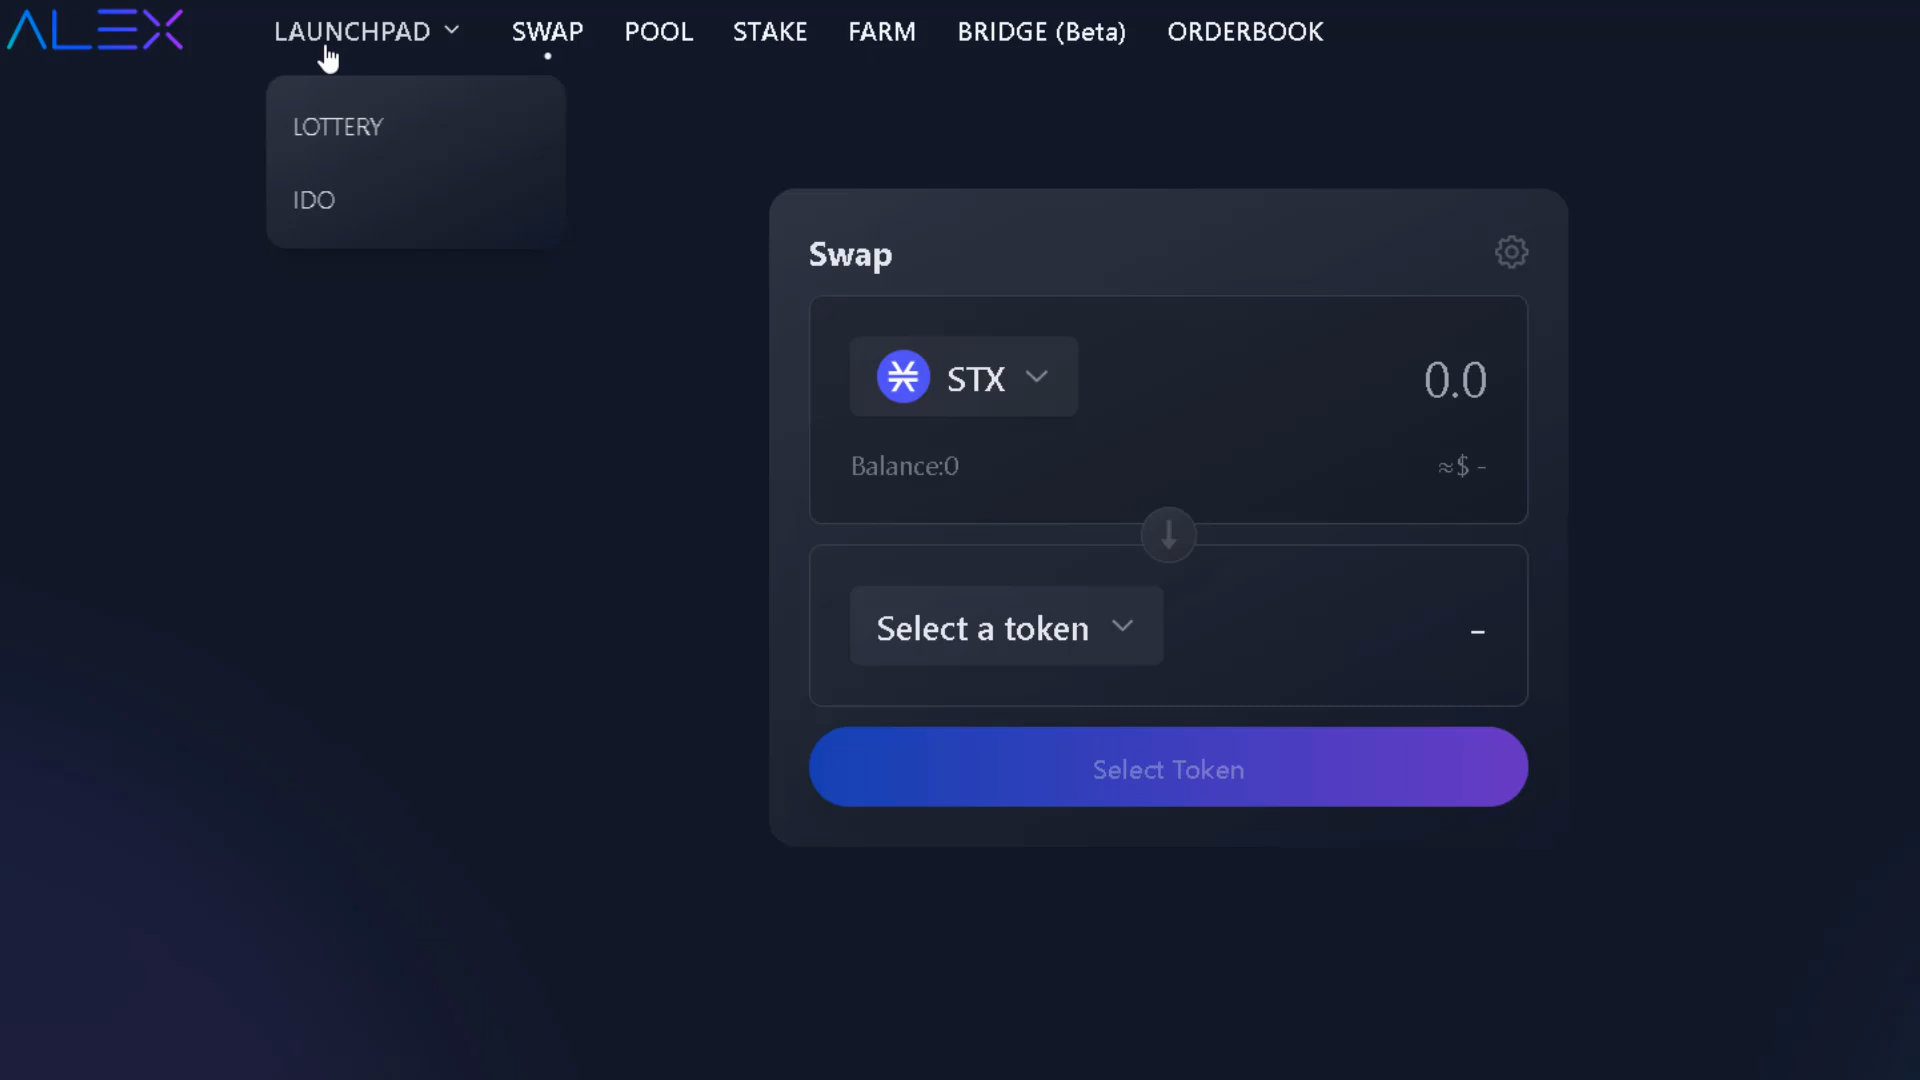 ALEX
LAUNCHPAD SWAP POOL STAKE FARM BRIDGE (Beta) ORDERBOOK
LOTTERY
IDO
Swap
STX 0.0
Balance:0 ≈$ -
Select a token -
Select Token